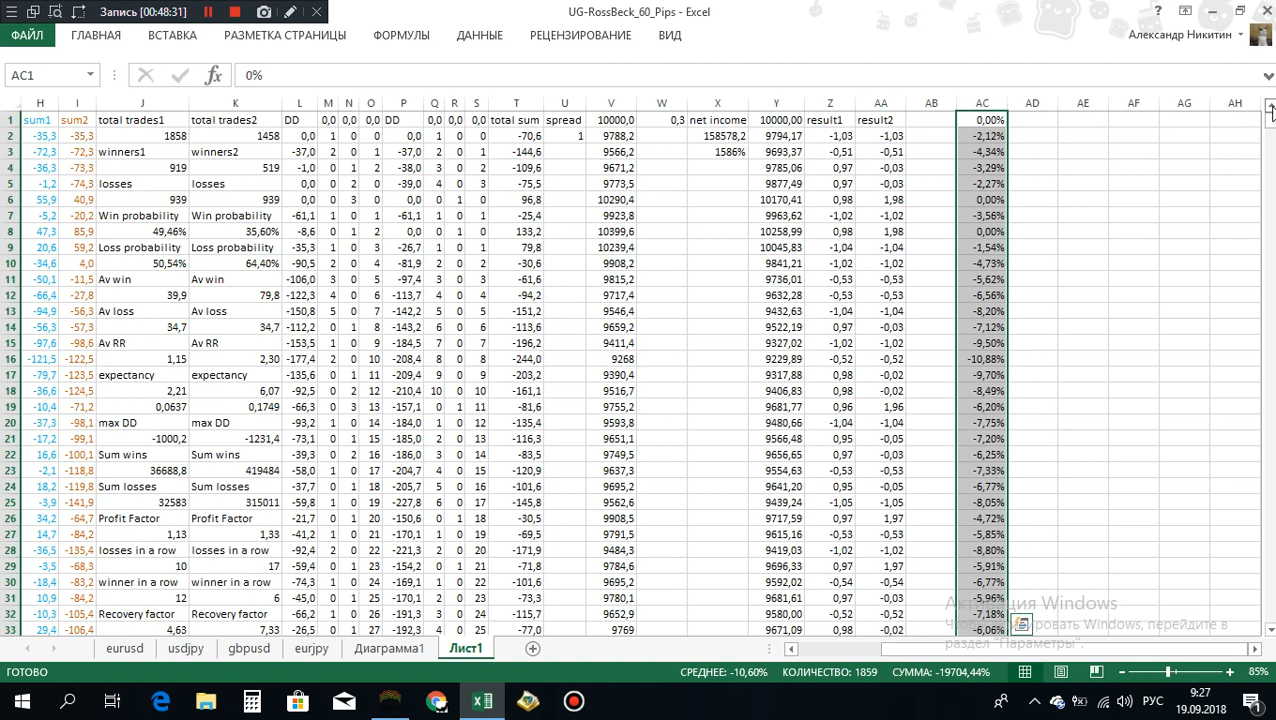 Запись [00:48:31]
UG-RossBeck_60_Pips - Excel
ФАЙЛ ГЛАВНАЯ ВСТАВКА РАЗМЕТКА СТРАНИЦЫ ФОРМУЛЫ ДАННЫЕ РЕЦЕНЗИРОВАНИЕ ВИД Александр Никитин
AC1 fx 0%
H I J K L M N O P Q R S T U V W X Y Z AA AB AC AD AE AF AG AH
1 sum1 sum2 total trades1 total trades2 DD 0,0 0,0 0,0 DD 0,0 0,0 0,0 total sum spread 10000,0 0,3 net income 10000,00 result1 result2 0,00%
2 -35,3 -35,3 1858 1458 0,0 1 0 0 0,0 1 0 0 -70,6 1 9788,2 158578,2 9794,17 -1,03 -1,03 -2,12%
3 -72,3 -72,3 winners1 winners2 -37,0 2 0 1 -37,0 2 0 1 -144,6 9566,2 1586% 9693,37 -0,51 -0,51 -4,34%
4 -36,3 -73,3 919 519 -1,0 0 1 2 -38,0 3 0 2 -109,6 9671,2 9785,06 0,97 -0,03 -3,29%
5 -1,2 -74,3 losses losses 0,0 0 2 0 -39,0 4 0 3 -75,5 9773,5 9877,49 0,97 -0,03 -2,27%
6 55,9 40,9 939 939 0,0 0 3 0 0,0 0 1 0 96,8 10290,4 10170,41 0,98 1,98 0,00%
7 -5,2 -20,2 Win probability Win probability -61,1 1 0 1 -61,1 1 0 1 -25,4 9923,8 9963,62 -1,02 -1,02 -3,56%
8 47,3 85,9 49,46% 35,60% -8,6 0 1 2 0,0 0 1 0 133,2 10399,6 10258,99 0,98 1,98 0,00%
9 20,6 59,2 Loss probability Loss probability -35,3 1 0 3 -26,7 1 0 1 79,8 10239,4 10045,83 -1,04 -1,04 -1,54%
10 -34,6 4,0 50,54% 64,40% -90,5 2 0 4 -81,9 2 0 2 -30,6 9908,2 9841,21 -1,02 -1,02 -4,73%
11 -50,1 -11,5 Av win Av win -106,0 3 0 5 -97,4 3 0 3 -61,6 9815,2 9736,01 -0,53 -0,53 -5,62%
12 -66,4 -27,8 39,9 79,8 -122,3 4 0 6 -113,7 4 0 4 -94,2 9717,4 9632,28 -0,53 -0,53 -6,56%
13 -94,9 -56,3 Av loss Av loss -150,8 5 0 7 -142,2 5 0 5 -151,2 9546,4 9432,63 -1,04 -1,04 -8,20%
14 -56,3 -57,3 34,7 34,7 -112,2 0 1 8 -143,2 6 0 6 -113,6 9659,2 9522,19 0,97 -0,03 -7,12%
15 -97,6 -98,6 Av RR Av RR -153,5 1 0 9 -184,5 7 0 7 -196,2 9411,4 9327,02 -1,02 -1,02 -9,50%
16 -121,5 -122,5 1,15 2,30 -177,4 2 0 10 -208,4 8 0 8 -244,0 9268 9229,89 -0,52 -0,52 -10,88%
17 -79,7 -123,5 expectancy expectancy -135,6 0 1 11 -209,4 9 0 9 -203,2 9390,4 9317,88 0,98 -0,02 -9,70%
18 -36,6 -124,5 2,21 6,07 -92,5 0 2 12 -210,4 10 0 10 -161,1 9516,7 9406,83 0,98 -0,02 -8,49%
19 -10,4 -71,2 0,0637 0,1749 -66,3 0 3 13 -157,1 0 1 11 -81,6 9755,2 9681,77 0,96 1,96 -6,20%
20 -37,3 -98,1 max DD max DD -93,2 1 0 14 -184,0 1 0 12 -135,4 9593,8 9480,66 -1,04 -1,04 -7,75%
21 -17,2 -99,1 -1000,2 -1231,4 -73,1 0 1 15 -185,0 2 0 13 -116,3 9651,1 9566,48 0,95 -0,05 -7,20%
22 16,6 -100,1 Sum wins Sum wins -39,3 0 2 16 -186,0 3 0 14 -83,5 9749,5 9656,65 0,97 -0,03 -6,25%
23 -2,1 -118,8 36688,8 419484 -58,0 1 0 17 -204,7 4 0 15 -120,9 9637,3 9554,63 -0,53 -0,53 -7,33%
24 18,2 -119,8 Sum losses Sum losses -37,7 0 1 18 -205,7 5 0 16 -101,6 9695,2 9641,20 0,95 -0,05 -6,77%
25 -3,9 -141,9 32583 315011 -59,8 1 0 19 -227,8 6 0 17 -145,8 9562,6 9439,24 -1,05 -1,05 -8,05%
26 34,2 -64,7 Profit Factor Profit Factor -21,7 0 1 20 -150,6 0 1 18 -30,5 9908,5 9717,59 0,97 1,97 -4,72%
27 14,7 -84,2 1,13 1,33 -41,2 1 0 21 -170,1 1 0 19 -69,5 9791,5 9615,16 -0,53 -0,53 -5,85%
28 -36,5 -135,4 losses in a row losses in a row -92,4 2 0 22 -221,3 2 0 20 -171,9 9484,3 9419,03 -1,02 -1,02 -8,80%
29 -3,5 -68,3 10 17 -59,4 0 1 23 -154,2 0 1 21 -71,8 9784,6 9696,33 0,97 1,97 -5,91%
30 -18,4 -83,2 winner in a row winner in a row -74,3 1 0 24 -169,1 1 0 22 -101,6 9695,2 9592,02 -0,54 -0,54 -6,77%
31 10,9 -84,2 12 6 -45,0 0 1 25 -170,1 2 0 23 -73,3 9780,1 9681,61 0,98 -0,02 -5,96%
32 -10,3 -105,4 Recovery factor Recovery factor -66,2 1 0 26 -191,3 3 0 24 -115,7 9652,9 9580,00 -0,52 -0,52 -7,18%
33 29,4 -106,4 4,63 7,33 -26,5 0 1 27 -192,3 4 0 25 -77,0 9769 9671,09 0,98 -0,02 -6,06%
Активация Windows
раздел "Параметры".
eurusd usdjpy Диаграмма1 Лист1
ГОТОВО СРЕДНЕЕ: -10,60% КОЛИЧЕСТВО: 1859 СУММА: -19704,44% 85%
РУС 9:27
19.09.2018